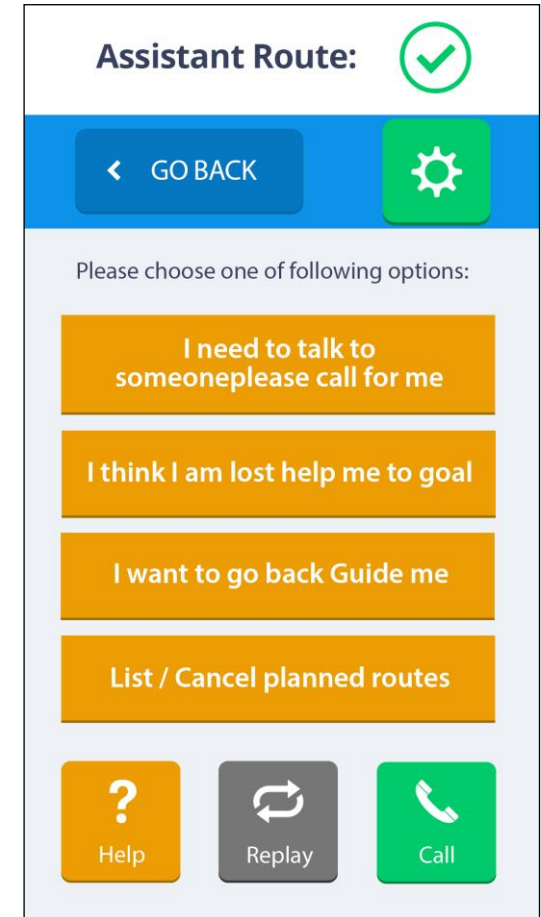 Assistant Route:
GO BACK
Please choose one of following options:
I need to talk to
someoneplease call for me
I think I am lost help me to goal
I want to go back Guide me
List / Cancel planned routes
?
Help
Replay
Call